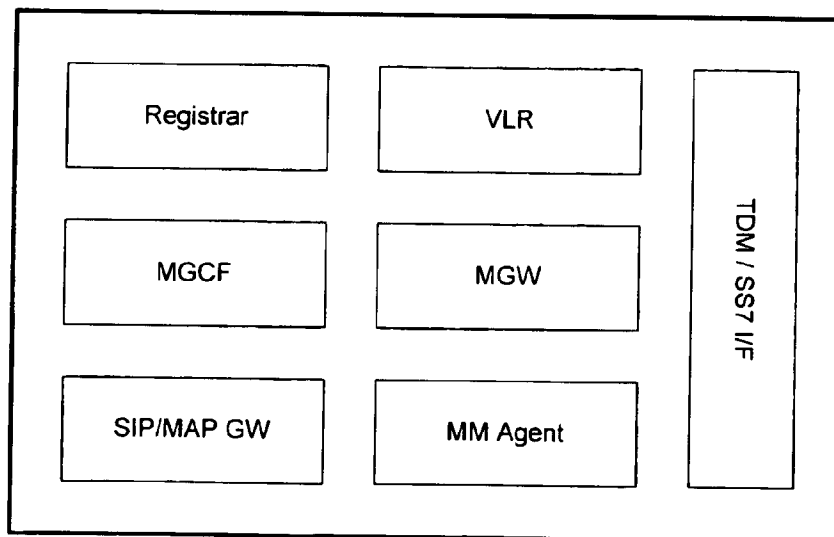 Registrar
VLR
MGCF
MGW
SIP/MAP GW
MM Agent
TDM / SS7 I/F